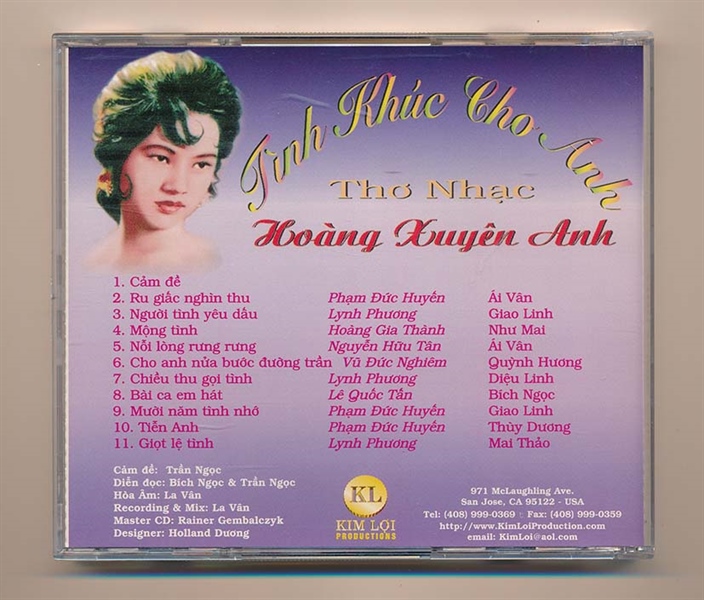 Tình Khúc Cho Anh
Thơ Nhạc
Hoàng Xuyên Anh
1. Cảm đề
2. Ru giấc nghìn thu Phạm Đức Huyến Ái Vân
3. Người tình yêu dấu Lynh Phương Giao Linh
4. Mộng tình Hoàng Gia Thành Như Mai
5. Nỗi lòng rưng rưng Nguyễn Hữu Tân Ái Vân
6. Cho anh nửa bước đường trần Vũ Đức Nghiêm Quỳnh Hương
7. Chiều thu gọi tình Lynh Phương Diệu Linh
8. Bài ca em hát Lê Quốc Tấn Bích Ngọc
9. Mười năm tình nhớ Phạm Đức Huyến Giao Linh
10. Tiễn Anh Phạm Đức Huyến Thùy Dương
11. Giọt lệ tình Lynh Phương Mai Thảo
Cảm đề: Trần Ngọc
Diễn đọc: Bích Ngọc & Trần Ngọc
Hòa Âm: La Vân
Recording & Mix: La Vân
Master CD: Rainer Gembalczyk
Designer: Holland Dương
KL
KIM LỢI
PRODUCTIONS
971 McLaughling Ave.
San Jose, CA 95122 - USA
Tel: (408) 999-0369 : Fax: (408) 999-0359
http://www.KimLoiProduction.com
email: KimLoi@aol.com